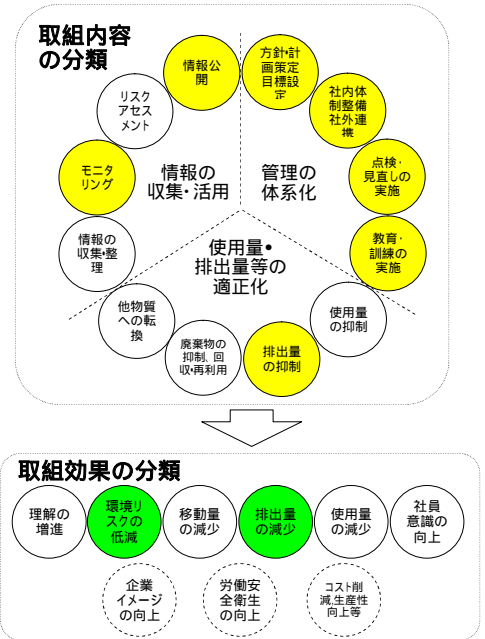 取組内容
の分類
情報公
開
方針・計
画策定
目標設
定
社内体
制整備
社外連
携
点検・
見直しの
実施
教育・
訓練の
実施
使用量
の抑制
排出量
の抑制
廃棄物の
抑制、回
収・再利用
他物質
への転
換
情報の
収集・整
理
モニタ
リング
リスク
アセス
メント
情報の
収集・活用
管理の
体系化
使用量・
排出量等の
適正化
取組効果の分類
理解の
増進
環境リ
スクの
低減
移動量
の減少
排出量
の減少
使用量
の減少
社員
意識の
向上
企業
イメージ
の向上
労働安
全衛生
の向上
コスト削
減、生産性
向上等